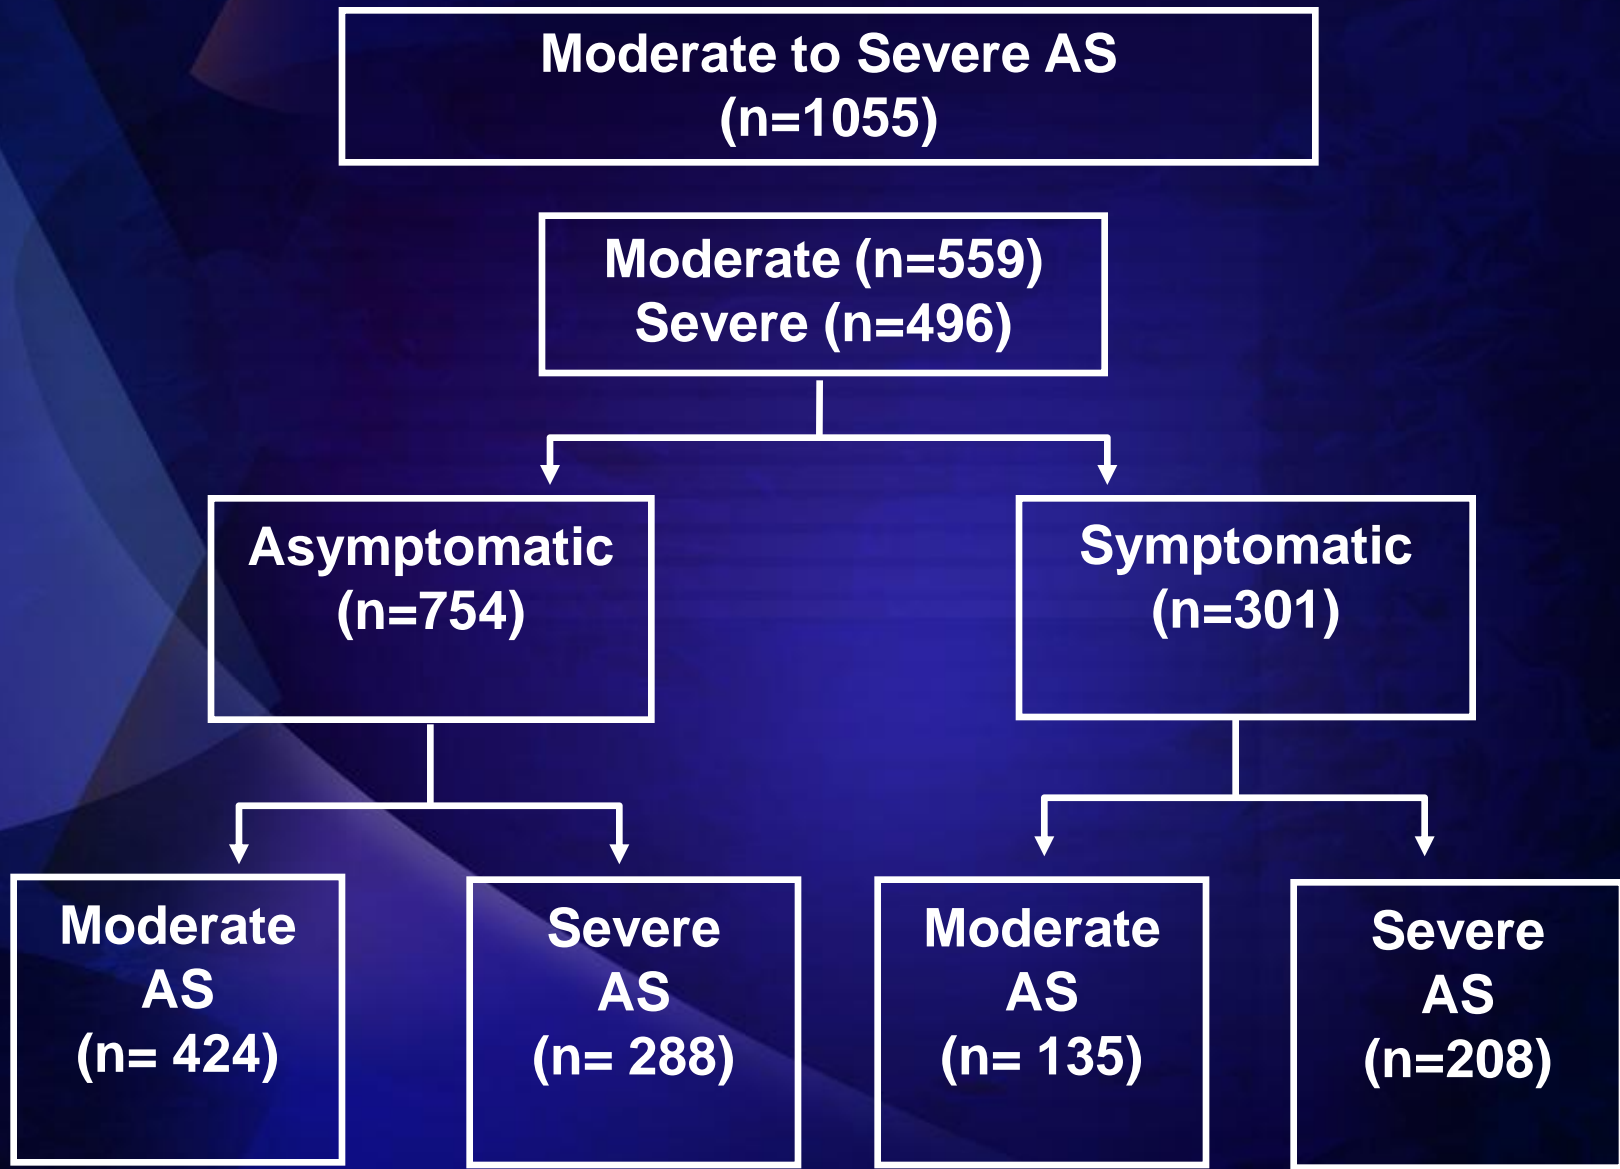 Moderate to Severe AS
(n=1055)
Moderate (n=559)
Severe (n=496)
Asymptomatic
(n=754)
Symptomatic
(n=301)
Moderate
AS
(n= 424)
Severe
AS
(n= 288)
Moderate
AS
(n= 135)
Severe
AS
(n=208)